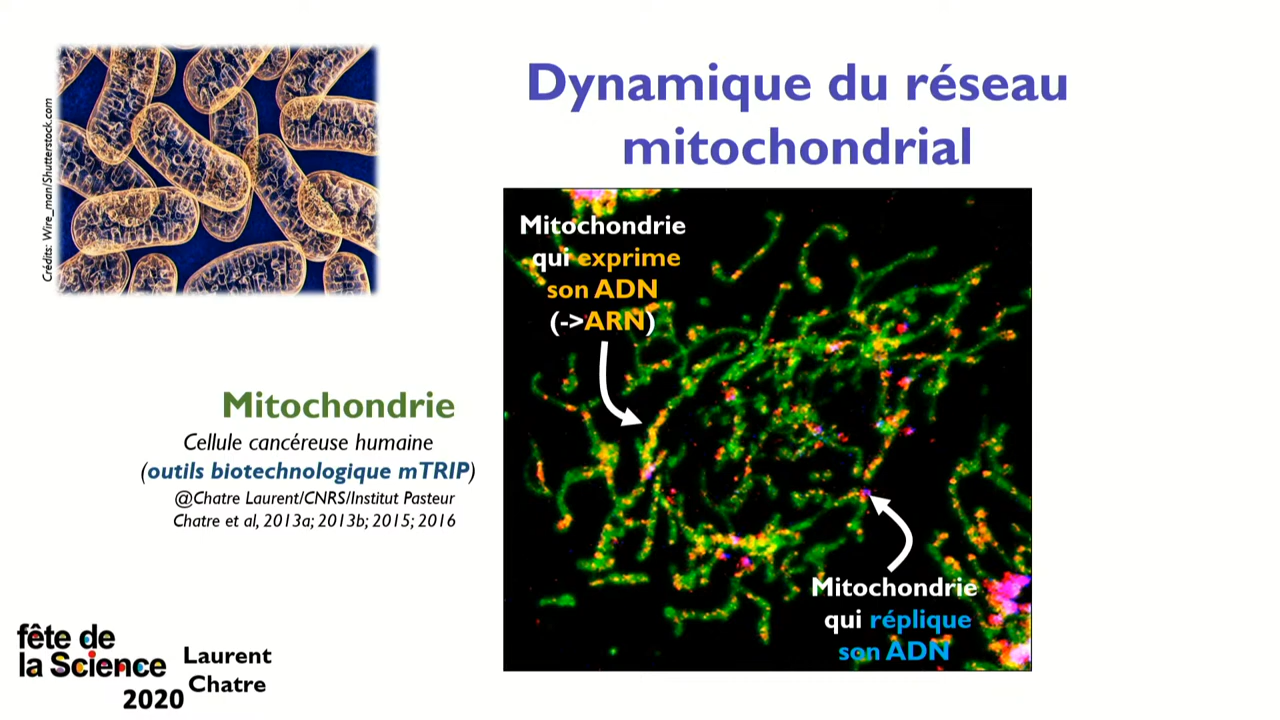 Crédits: Wire_man/Shutterstock.com
Dynamique du réseau
mitochondrial
Mitochondrie
qui exprime
son ADN
(->ARN)
Mitochondrie
Cellule cancéreuse humaine
(outils biotechnologique mTRIP)
@Chatre Laurent/CNRS/Institut Pasteur
Chatre et al, 2013a; 2013b; 2015; 2016
Mitochondrie
qui réplique
son ADN
fête de
la Science
2020
Laurent
Chatre